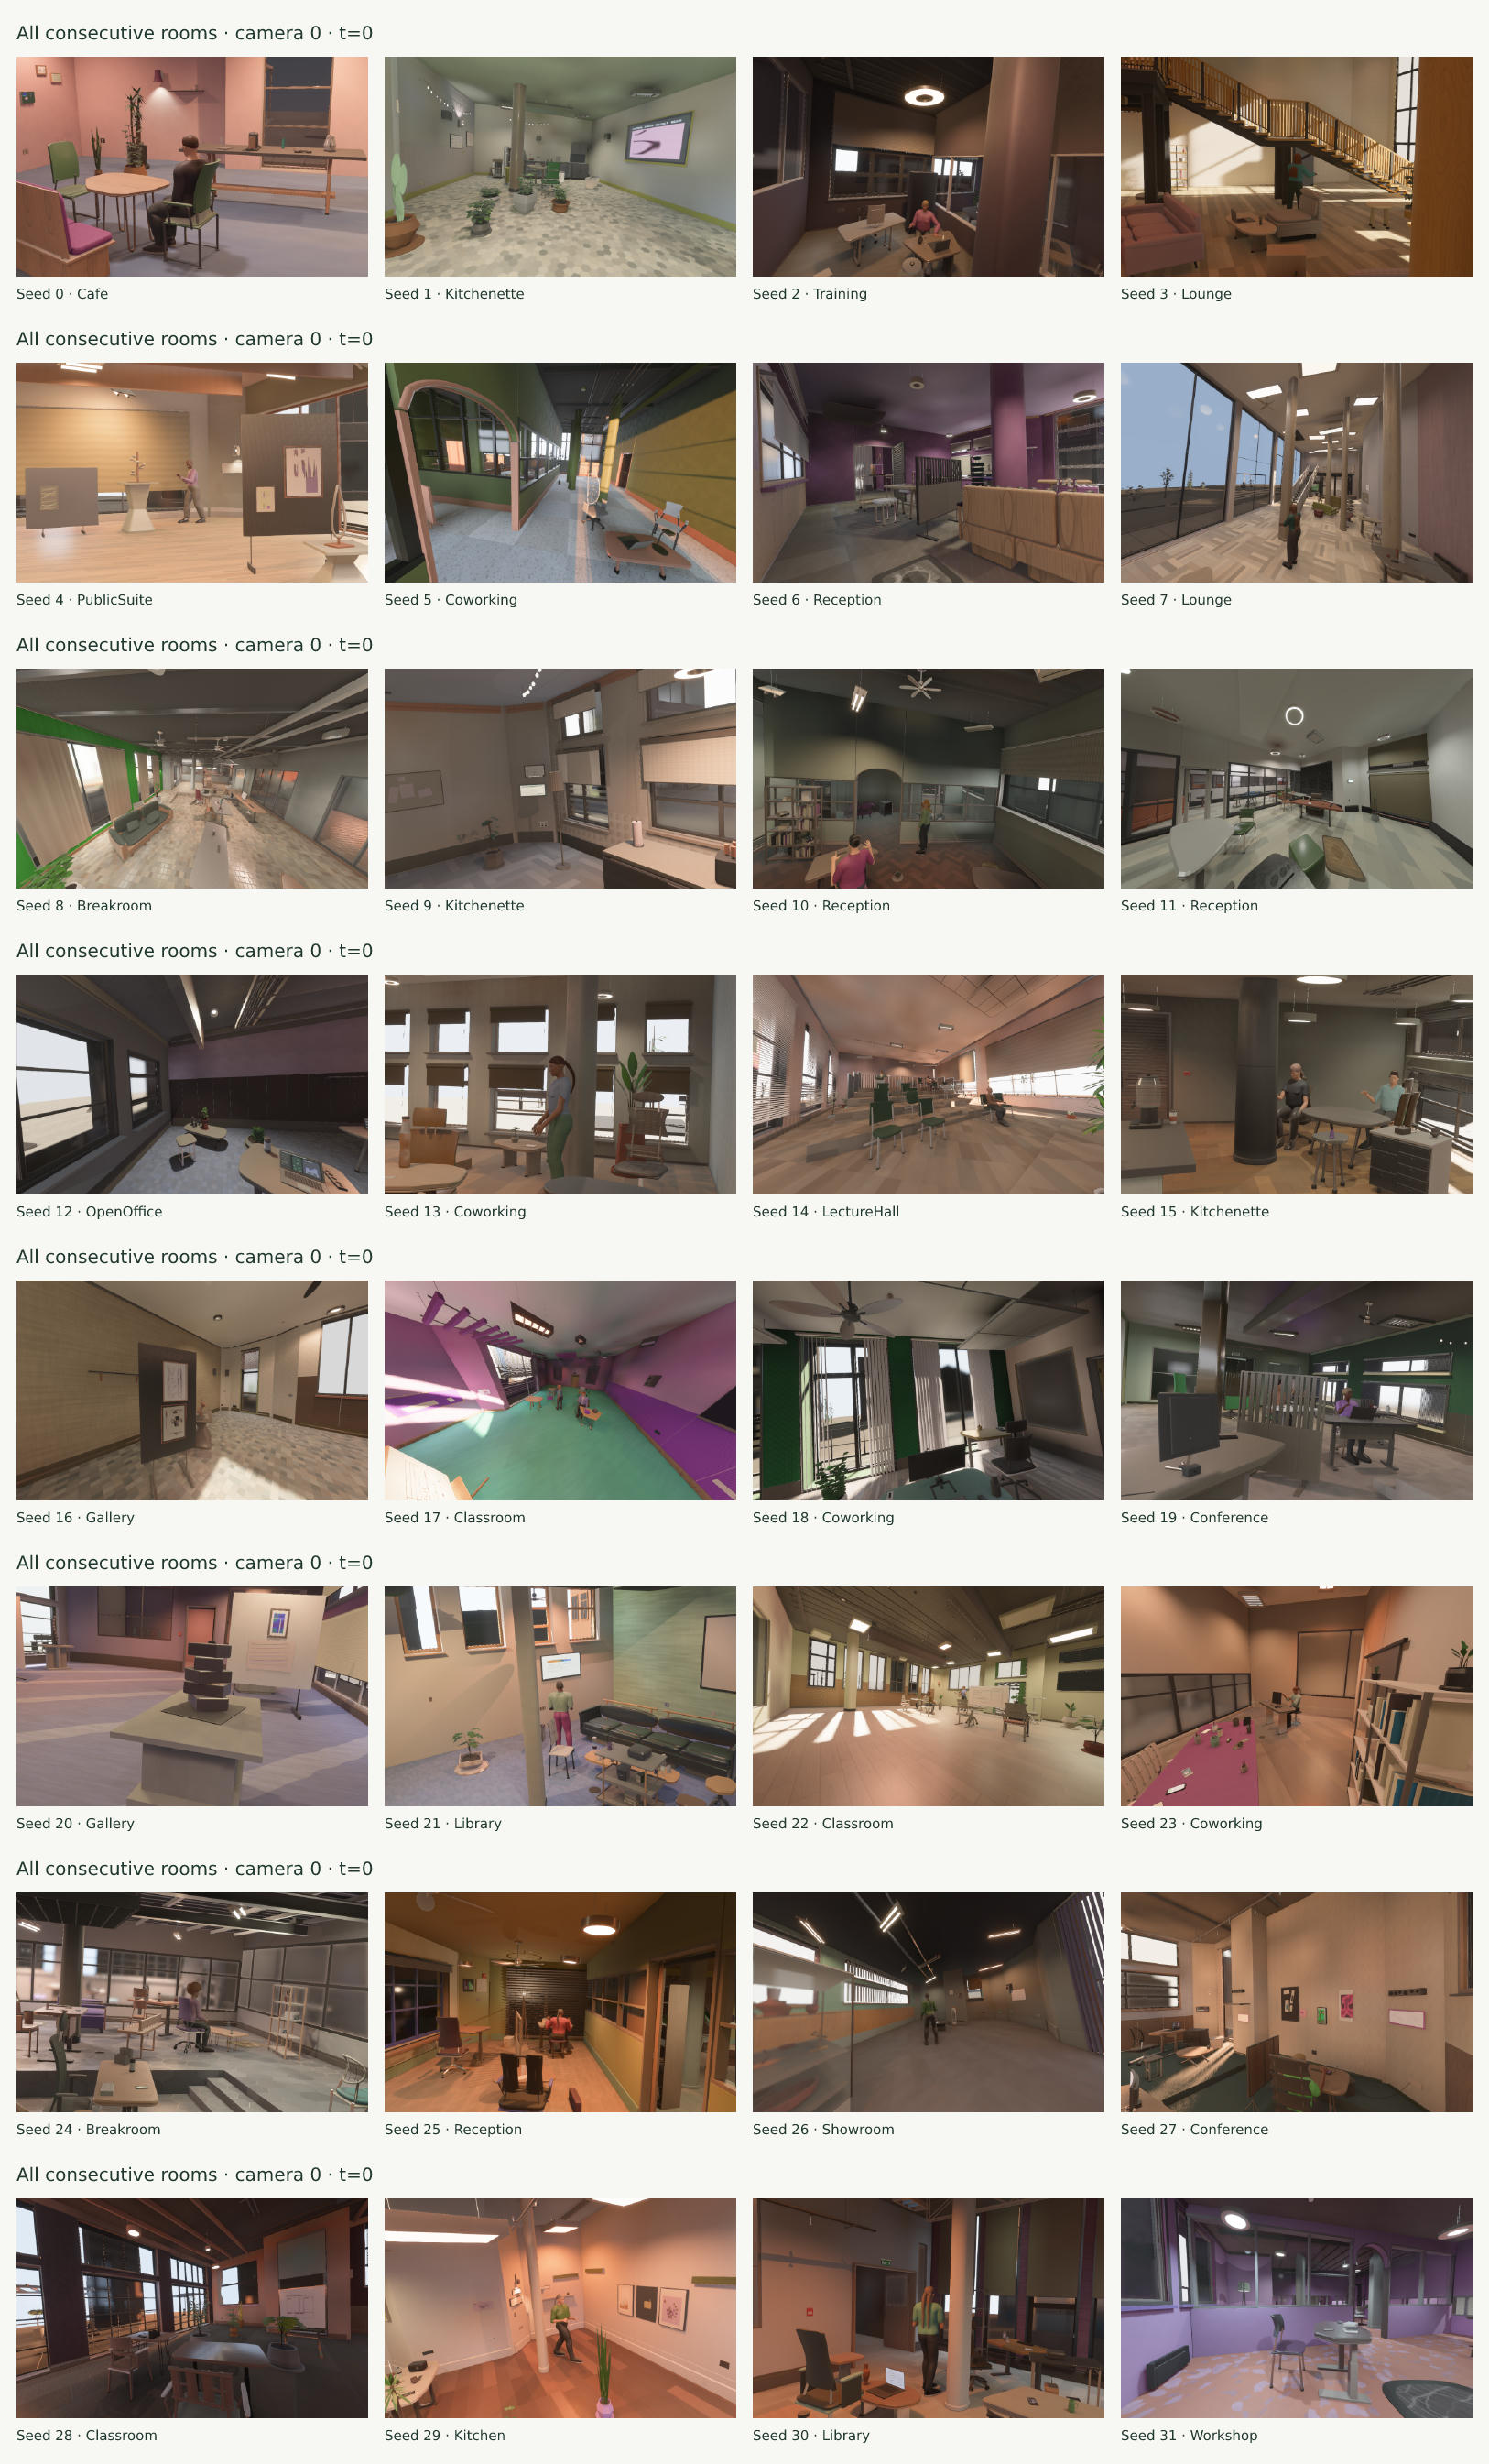 All consecutive rooms · camera 0 · t=0
Seed 0 · Cafe
Seed 1 · Kitchenette
Seed 2 · Training
Seed 3 · Lounge
All consecutive rooms · camera 0 · t=0
Seed 4 · PublicSuite
Seed 5 · Coworking
Seed 6 · Reception
Seed 7 · Lounge
All consecutive rooms · camera 0 · t=0
Seed 8 · Breakroom
Seed 9 · Kitchenette
Seed 10 · Reception
Seed 11 · Reception
All consecutive rooms · camera 0 · t=0
Seed 12 · OpenOffice
Seed 13 · Coworking
Seed 14 · LectureHall
Seed 15 · Kitchenette
All consecutive rooms · camera 0 · t=0
Seed 16 · Gallery
Seed 17 · Classroom
Seed 18 · Coworking
Seed 19 · Conference
All consecutive rooms · camera 0 · t=0
Seed 20 · Gallery
Seed 21 · Library
Seed 22 · Classroom
Seed 23 · Coworking
All consecutive rooms · camera 0 · t=0
Seed 24 · Breakroom
Seed 25 · Reception
Seed 26 · Showroom
Seed 27 · Conference
All consecutive rooms · camera 0 · t=0
Seed 28 · Classroom
Seed 29 · Kitchen
Seed 30 · Library
Seed 31 · Workshop